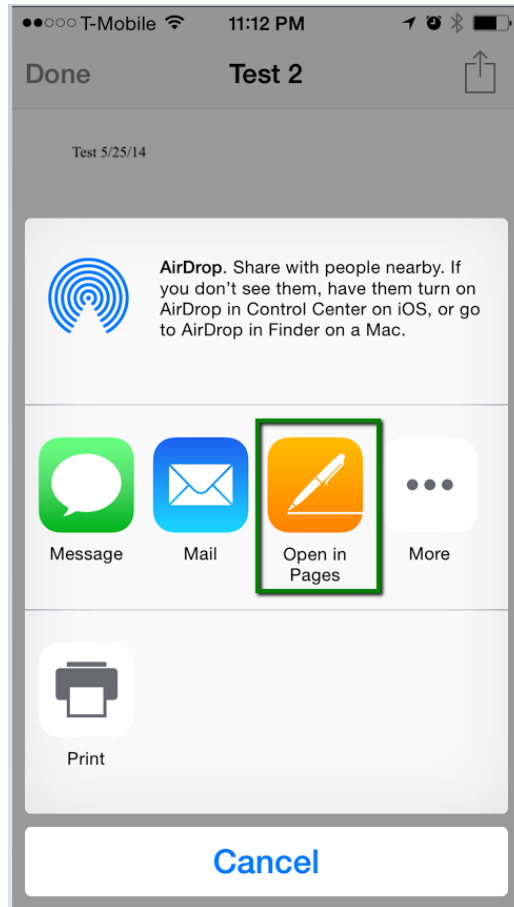 T-Mobile 11:12 PM
Done Test 2
Test 5/25/14
AirDrop. Share with people nearby. If
you don't see them, have them turn on
AirDrop in Control Center on iOS, or go
to AirDrop in Finder on a Mac.
Message Mail Open in Pages More
Print
Cancel